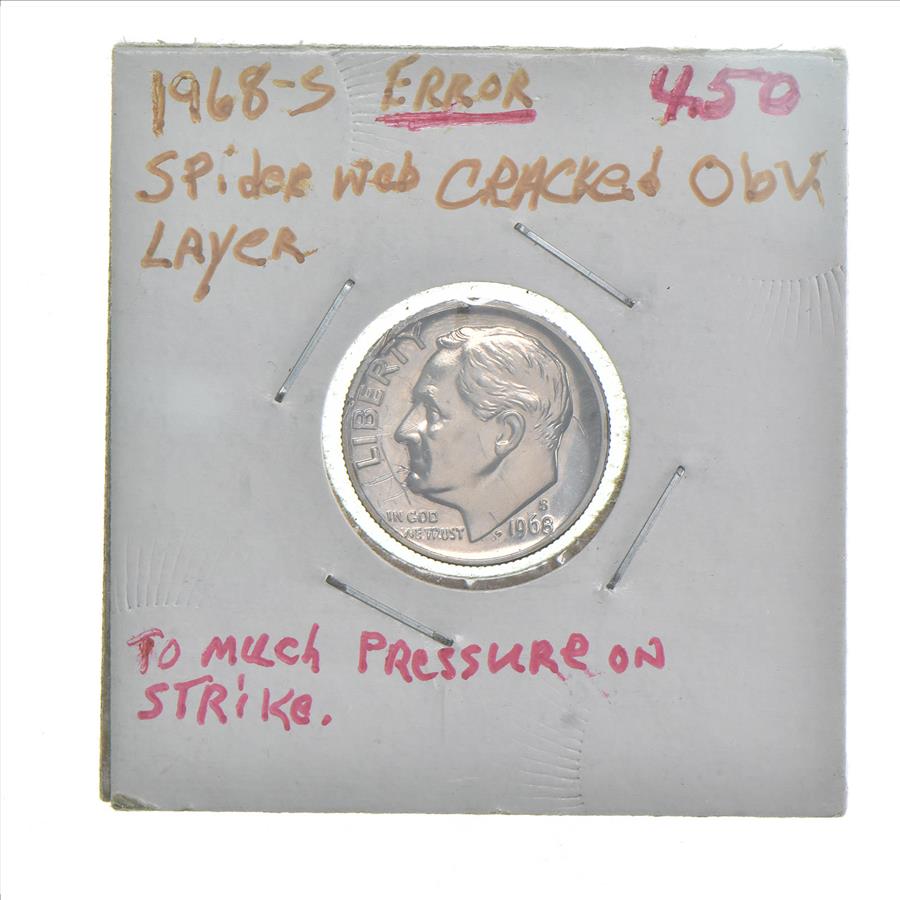 1968-S ERROR 4.50
Spider Web CRACKed Obv.
LAyeR
LIBERTY
IN GOD
WE TRUST
S
1968
To much PRessuRe oN
STRiKe.